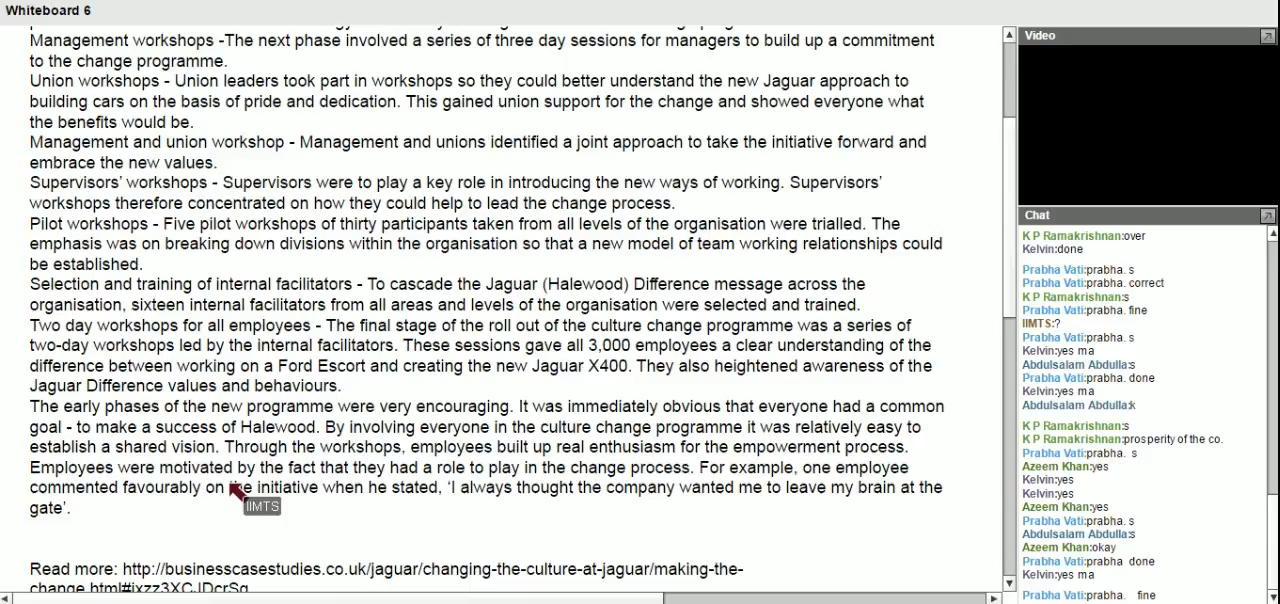 Whiteboard 6
Management workshops -The next phase involved a series of three day sessions for managers to build up a commitment
to the change programme.
Union workshops - Union leaders took part in workshops so they could better understand the new Jaguar approach to
building cars on the basis of pride and dedication. This gained union support for the change and showed everyone what
the benefits would be.
Management and union workshop - Management and unions identified a joint approach to take the initiative forward and
embrace the new values.
Supervisors' workshops - Supervisors were to play a key role in introducing the new ways of working. Supervisors'
workshops therefore concentrated on how they could help to lead the change process.
Pilot workshops - Five pilot workshops of thirty participants taken from all levels of the organisation were trialled. The
emphasis was on breaking down divisions within the organisation so that a new model of team working relationships could
be established.
Selection and training of internal facilitators - To cascade the Jaguar (Halewood) Difference message across the
organisation, sixteen internal facilitators from all areas and levels of the organisation were selected and trained.
Two day workshops for all employees - The final stage of the roll out of the culture change programme was a series of
two-day workshops led by the internal facilitators. These sessions gave all 3,000 employees a clear understanding of the
difference between working on a Ford Escort and creating the new Jaguar X400. They also heightened awareness of the
Jaguar Difference values and behaviours.
The early phases of the new programme were very encouraging. It was immediately obvious that everyone had a common
goal - to make a success of Halewood. By involving everyone in the culture change programme it was relatively easy to
establish a shared vision. Through the workshops, employees built up real enthusiasm for the empowerment process.
Employees were motivated by the fact that they had a role to play in the change process. For example, one employee
commented favourably on the initiative when he stated, 'I always thought the company wanted me to leave my brain at the
gate'.
IIMTS
Read more: http://businesscasestudies.co.uk/jaguar/changing-the-culture-at-jaguar/making-the-
change.html#ixzz3XCJDcrSg
Video
Chat
K P Ramakrishnan:over
Kelvin:done
Prabha Vati:prabha. s
Prabha Vati:prabha. correct
K P Ramakrishnan:s
Prabha Vati:prabha. fine
IIMTS:?
Prabha Vati:prabha. s
Kelvin:yes ma
Abdulsalam Abdulla:s
Prabha Vati:prabha. done
Kelvin:yes ma
Abdulsalam Abdulla:k
K P Ramakrishnan:s
K P Ramakrishnan:prosperity of the co.
Prabha Vati:prabha. s
Azeem Khan:yes
Kelvin:yes
Kelvin:yes
Azeem Khan:yes
Prabha Vati:prabha. s
Abdulsalam Abdulla:s
Azeem Khan:okay
Prabha Vati:prabha done
Kelvin:yes ma
Prabha Vati:prabha. fine